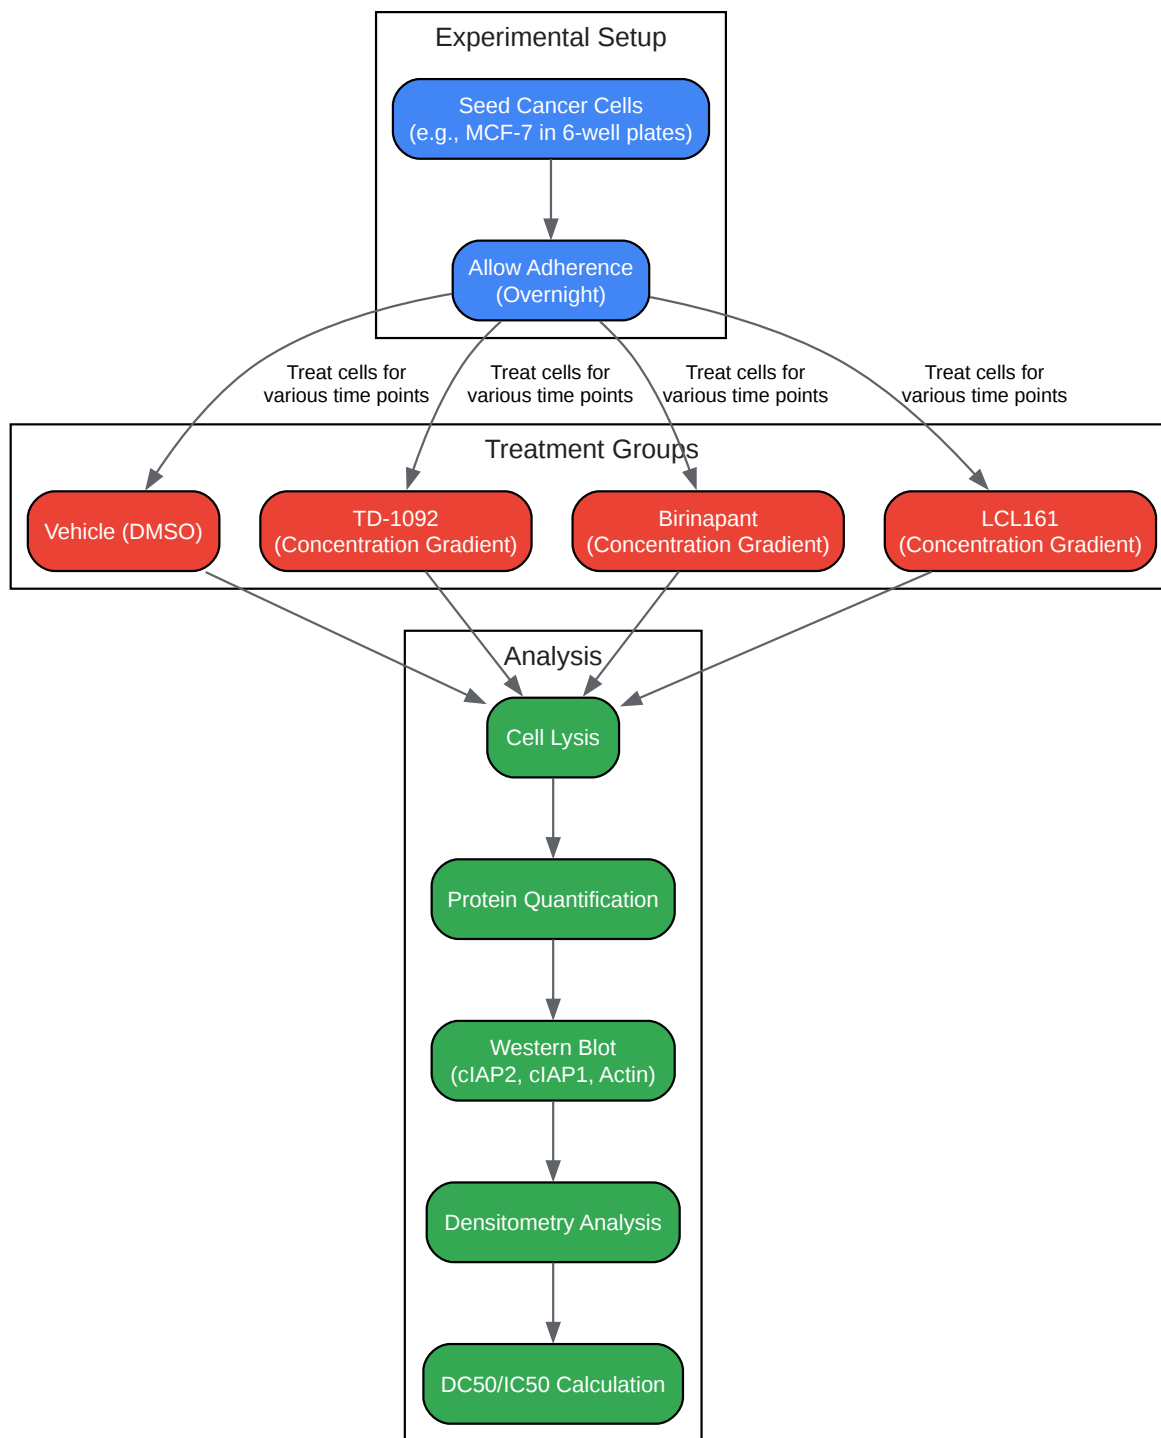 Experimental Setup
Seed Cancer Cells
(e.g., MCF-7 in 6-well plates)
Allow Adherence
(Overnight)
Treat cells for
various time points
Treat cells for
various time points
Treat cells for
various time points
Treat cells for
various time points
Treatment Groups
Vehicle (DMSO)
TD-1092
(Concentration Gradient)
Birinapant
(Concentration Gradient)
LCL161
(Concentration Gradient)
Analysis
Cell Lysis
Protein Quantification
Western Blot
(cIAP2, cIAP1, Actin)
Densitometry Analysis
DC50/IC50 Calculation